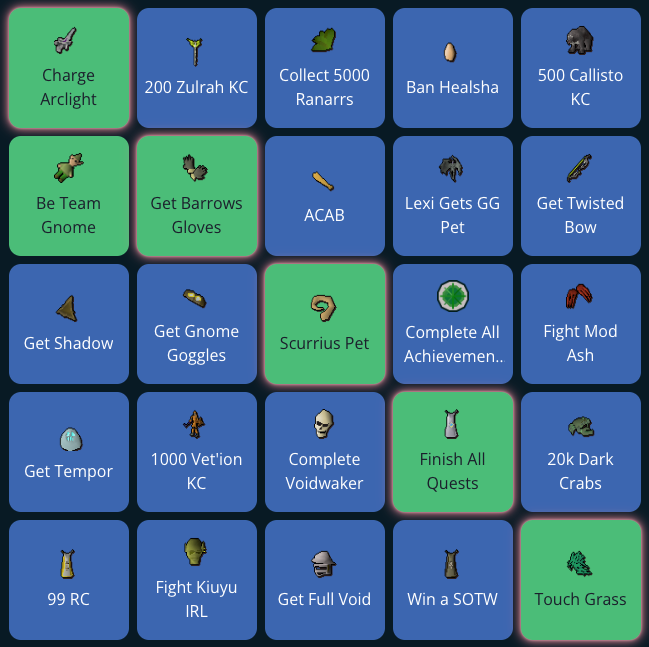 Charge
Arclight
200 Zulrah KC
Collect 5000
Ranarrs
Ban Healsha
500 Callisto
KC
Be Team
Gnome
Get Barrows
Gloves
ACAB
Lexi Gets GG
Pet
Get Twisted
Bow
Get Shadow
Get Gnome
Goggles
Scurrius Pet
Complete All
Achievemen..
Fight Mod
Ash
Get Tempor
1000 Vet'ion
KC
Complete
Voidwaker
Finish All
Quests
20k Dark
Crabs
99 RC
Fight Kiuyu
IRL
Get Full Void
Win a SOTW
Touch Grass